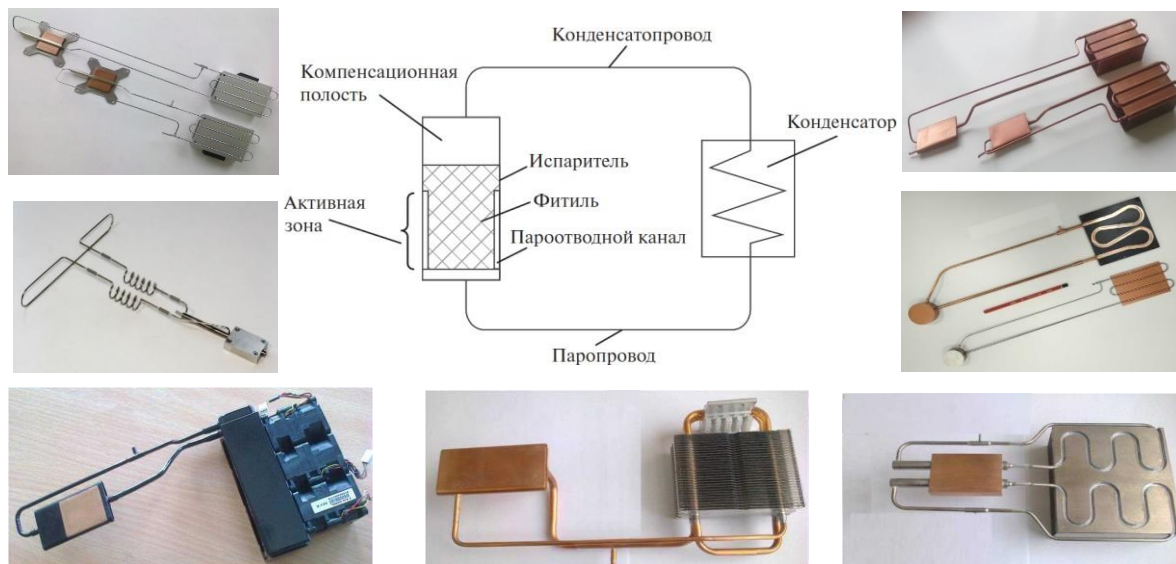 Конденсатопровод
Компенсационная
полость
Конденсатор
Испаритель
Активная
зона
Фитиль
Пароотводной канал
Паропровод